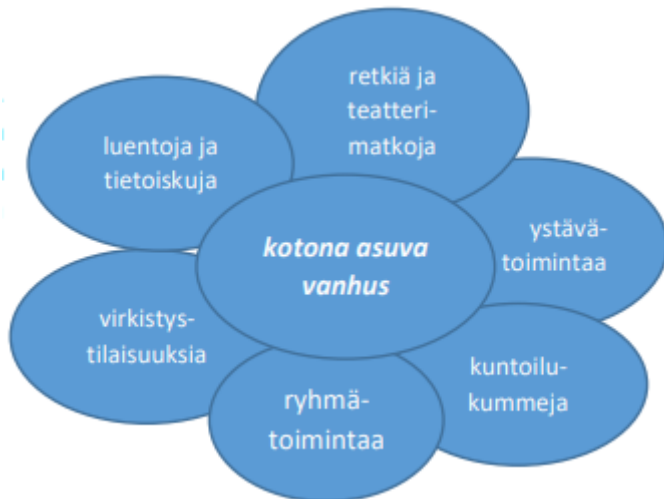 retkiä ja
teatteri-
matkoja
luentoja ja
tietoiskuja
kotona asuva
vanhus
ystävä-
toimintaa
virkistys-
tilaisuuksia
kuntoilu-
kummeja
ryhmä-
toimintaa